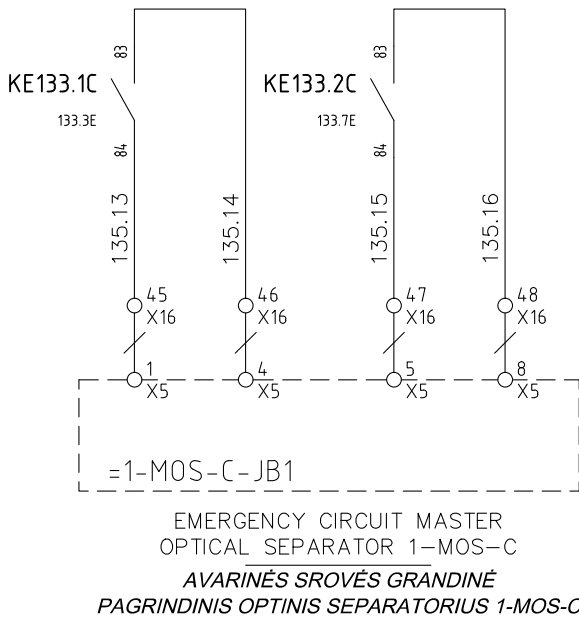 83
83
KE133.1C
KE133.2C
133.3E
133.7E
84
84
135.13
135.14
135.15
135.16
45
46
47
48
X16
X16
X16
X16
1
4
5
8
X5
X5
X5
X5
=1-MOS-C-JB1
EMERGENCY CIRCUIT MASTER
OPTICAL SEPARATOR 1-MOS-C
AVARINĖS SROVĖS GRANDINĖ
PAGRINDINIS OPTINIS SEPARATORIUS 1-MOS-C